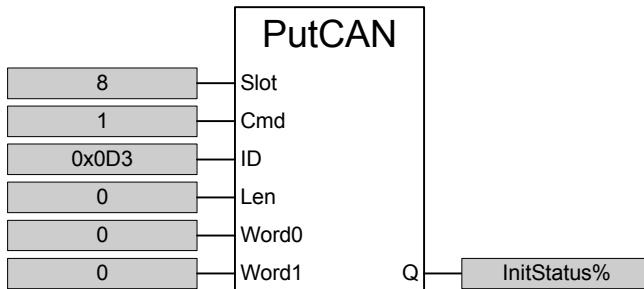 PutCAN
8 Slot
1 Cmd
0x0D3 ID
0 Len
0 Word0
0 Word1 Q InitStatus%